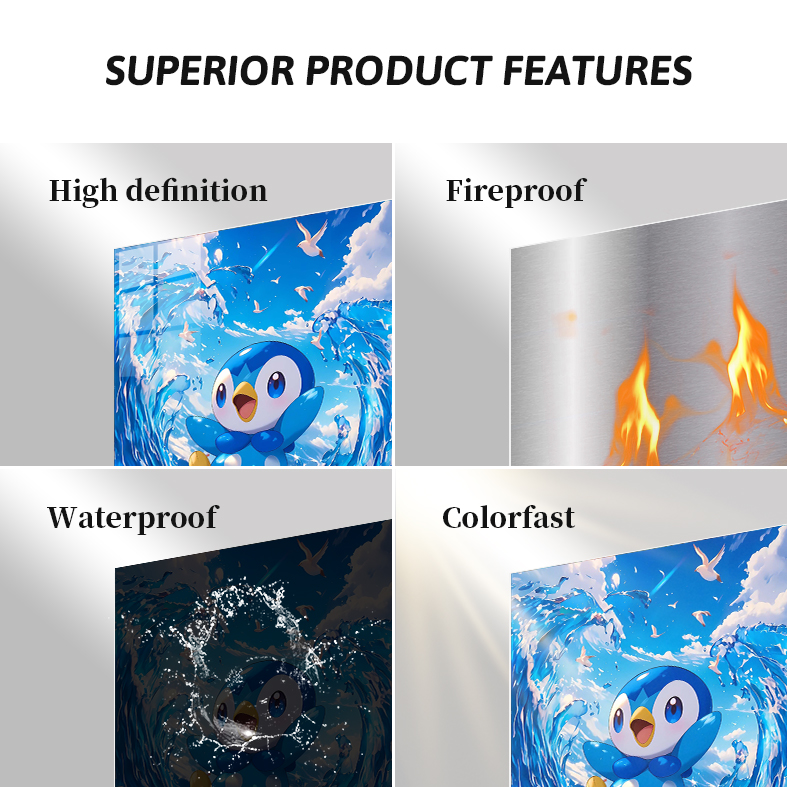 SUPERIOR PRODUCT FEATURES
High definition
Fireproof
Waterproof
Colorfast